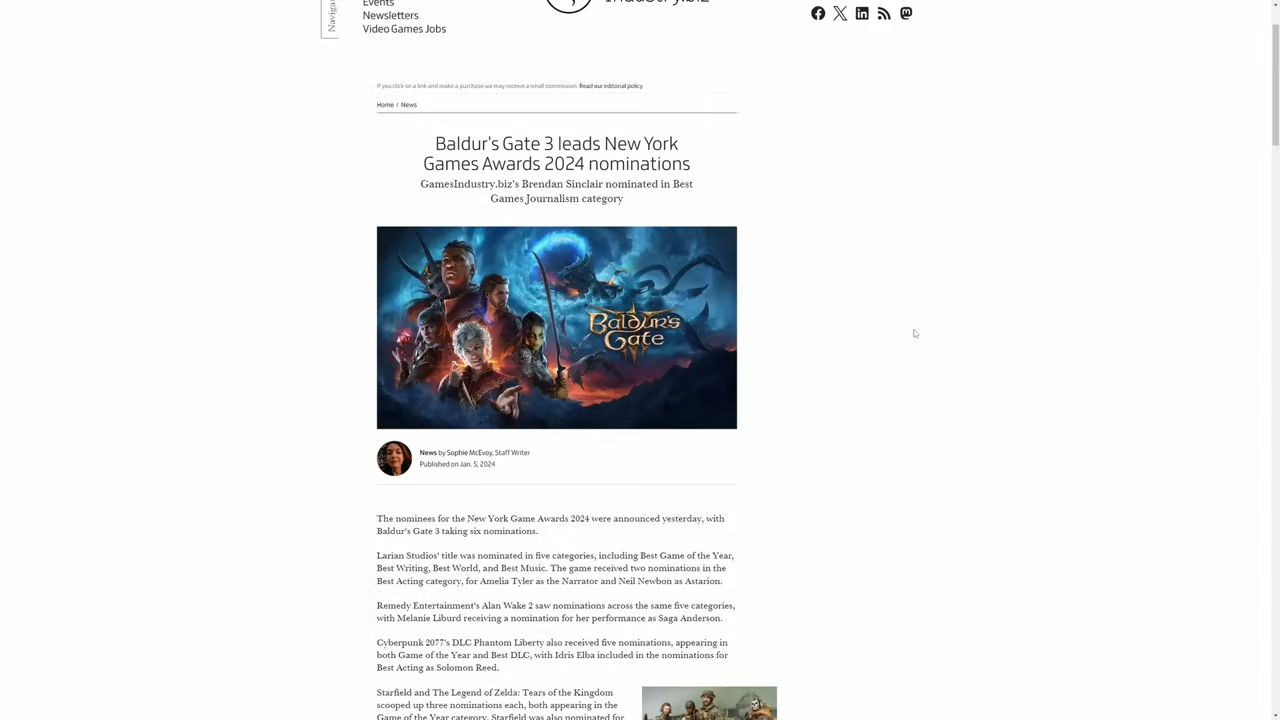 Events
Newsletters
Video Games Jobs
If you click on a link and make a purchase we may receive a small commission. Read our editorial policy.
Home / News
Baldur's Gate 3 leads New York
Games Awards 2024 nominations
GamesIndustry.biz's Brendan Sinclair nominated in Best
Games Journalism category
Baldur's
Gate
News by Sophie McEvoy, Staff Writer
Published on Jan. 5, 2024
The nominees for the New York Game Awards 2024 were announced yesterday, with
Baldur's Gate 3 taking six nominations.
Larian Studios' title was nominated in five categories, including Best Game of the Year,
Best Writing, Best World, and Best Music. The game received two nominations in the
Best Acting category, for Amelia Tyler as the Narrator and Neil Newbon as Astarion.
Remedy Entertainment's Alan Wake 2 saw nominations across the same five categories,
with Melanie Liburd receiving a nomination for her performance as Saga Anderson.
Cyberpunk 2077's DLC Phantom Liberty also received five nominations, appearing in
both Game of the Year and Best DLC, with Idris Elba included in the nominations for
Best Acting as Solomon Reed.
Starfield and The Legend of Zelda: Tears of the Kingdom
scooped up three nominations each, both appearing in the
Game of the Year category. Starfield was also nominated for